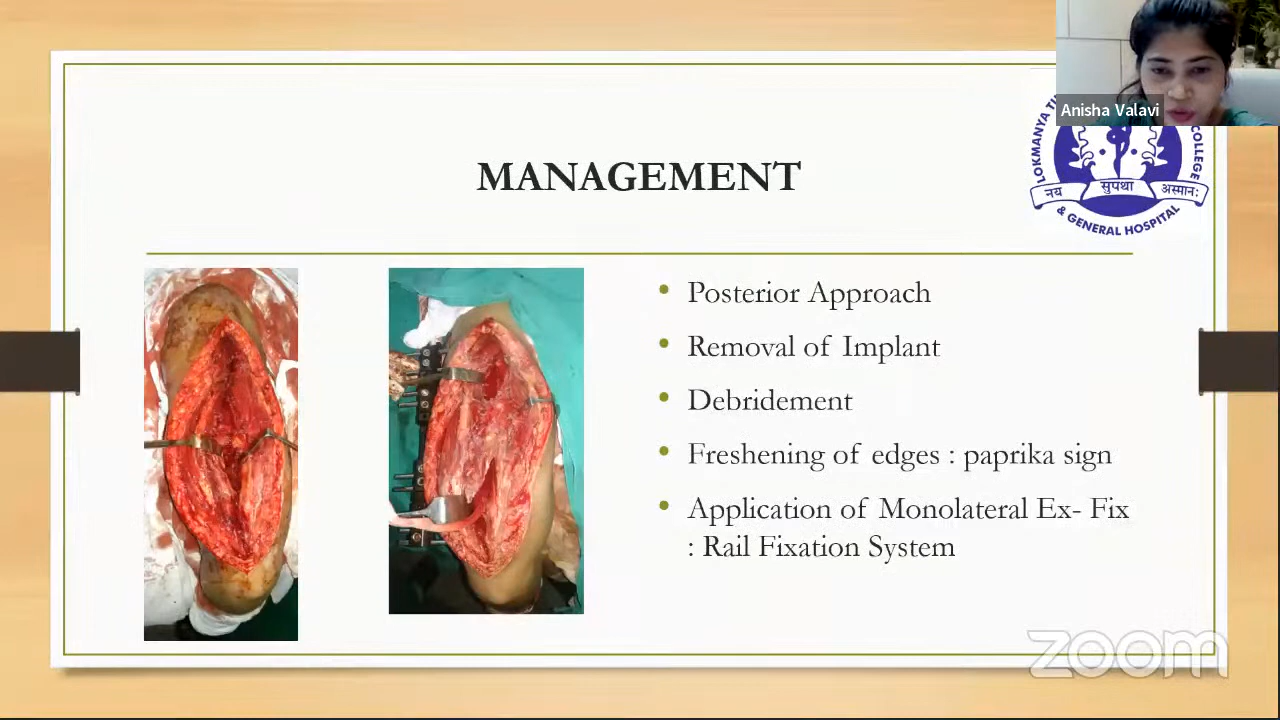 Anisha Valavi
LOKMANYA
COLLEGE
नय सुपथा अस्मान:
& GENERAL HOSPITAL
MANAGEMENT
Posterior Approach
Removal of Implant
Debridement
Freshening of edges : paprika sign
Application of Monolateral Ex- Fix
: Rail Fixation System
zoom